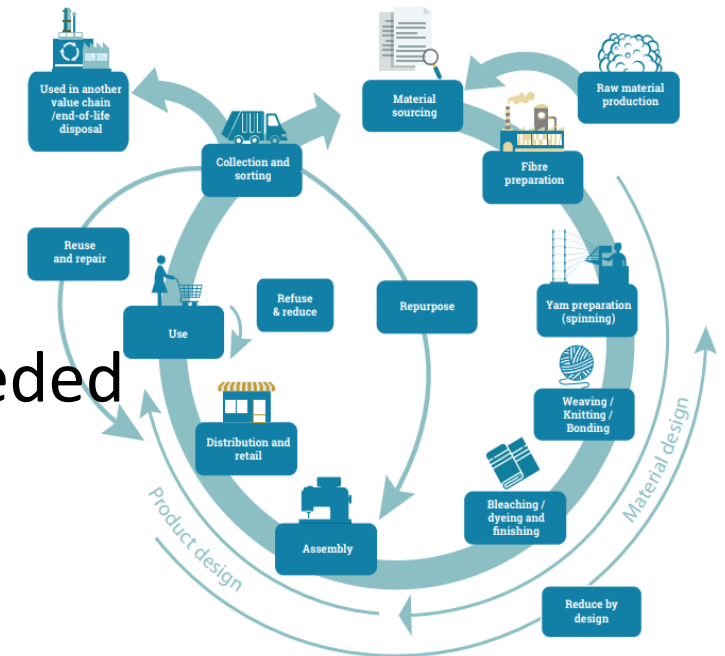 Used in another
value chain
/end-of-life
disposal
Material
sourcing
Raw material
production
Collection and
sorting
Fibre
preparation
Reuse
and repair
Refuse
& reduce
Repurpose
Yam preparation
(spinning)
Use
eded
Weaving /
Knitting /
Bonding
Distribution and
retail
Bleaching /
dyeing and
finishing
Material design
Product design
Assembly
Reduce by
design